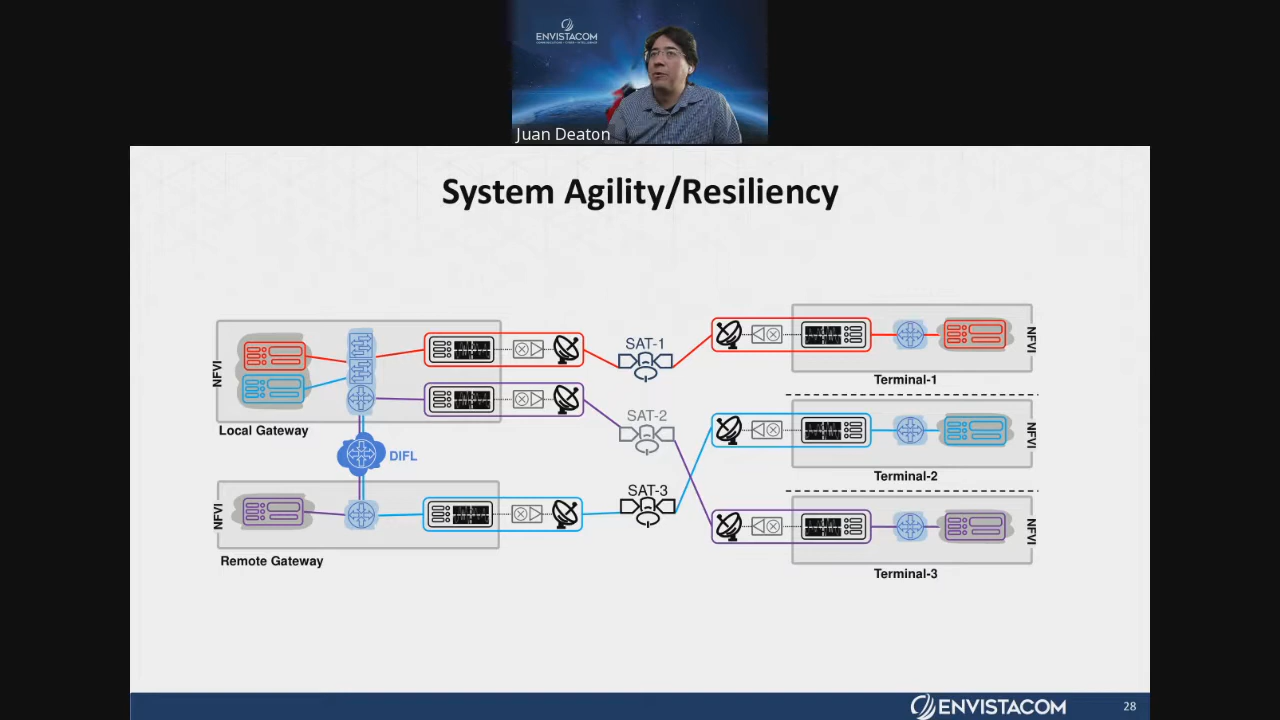 ENVISTACOM
Juan Deaton
System Agility/Resiliency
NFVI
Local Gateway
DIFL
NFVI
Remote Gateway
SAT-1
SAT-2
SAT-3
NFVI
Terminal-1
NFVI
Terminal-2
NFVI
Terminal-3
ENVISTACOM
28